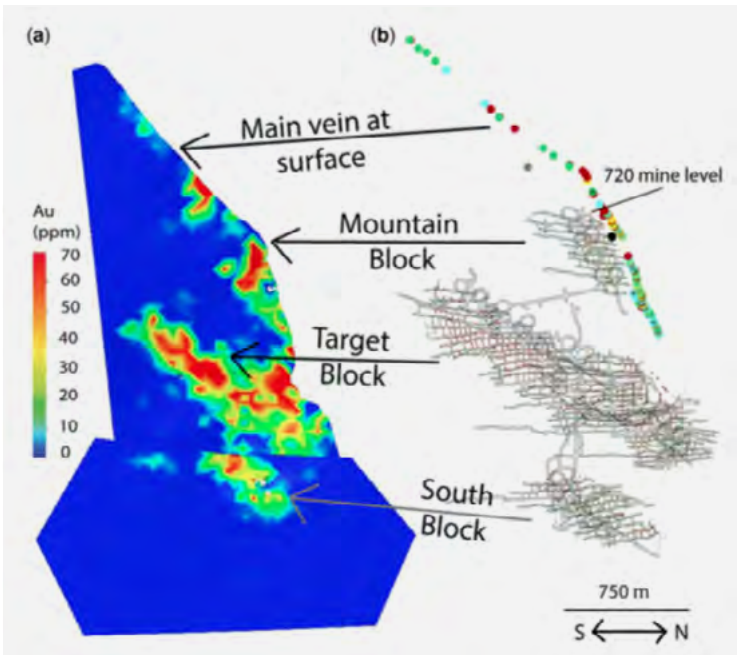 (a)
(b)
Main vein at
surface
720 mine level
Au
(ppm)
70
60
50
40
30
20
10
0
Mountain
Block
Target
Block
South
Block
750 m
S N